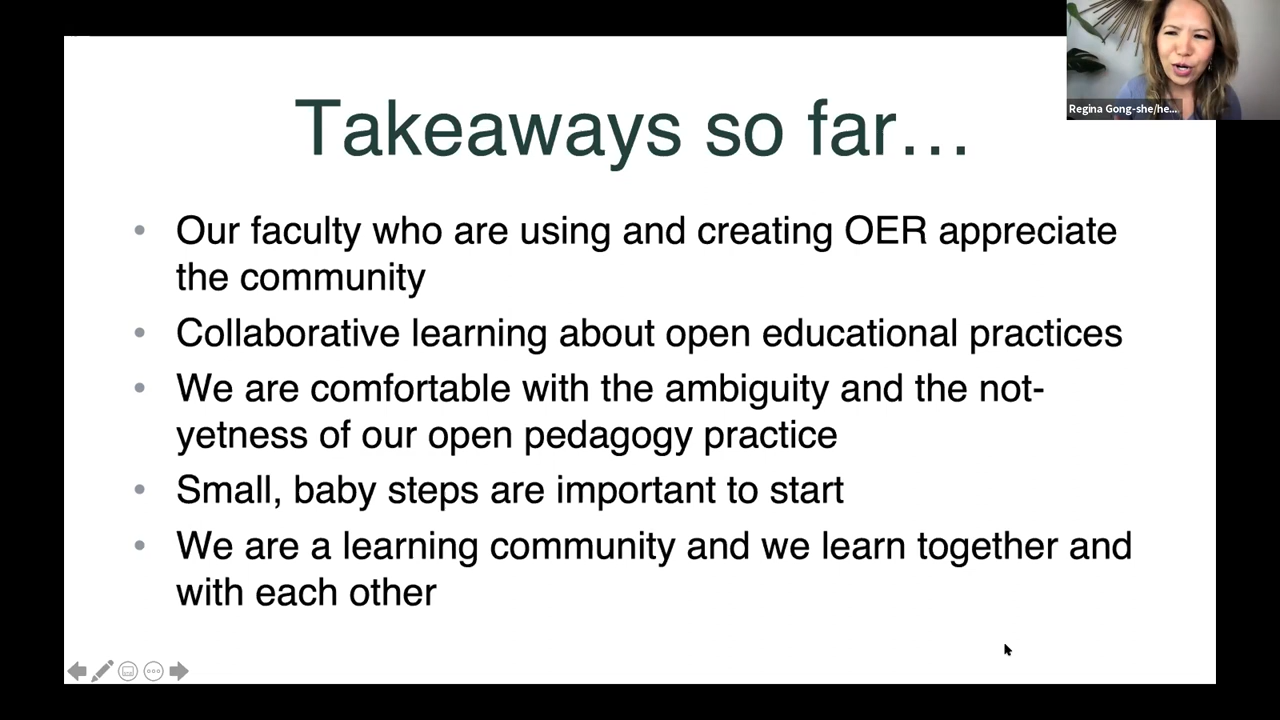 Regina Gong-she/he...
Takeaways so far...
• Our faculty who are using and creating OER appreciate
the community
• Collaborative learning about open educational practices
• We are comfortable with the ambiguity and the not-
yetness of our open pedagogy practice
• Small, baby steps are important to start
• We are a learning community and we learn together and
with each other